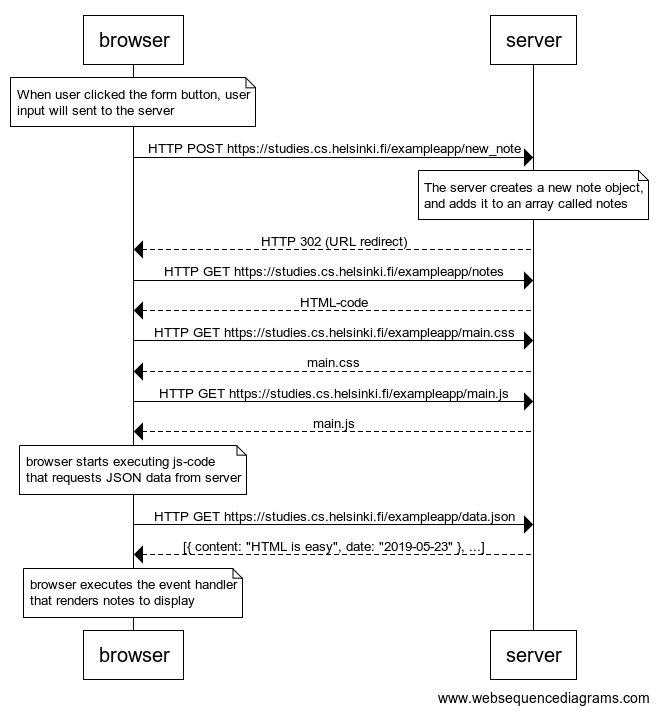 browser server
When user clicked the form button, user
input will sent to the server
HTTP POST https://studies.cs.helsinki.fi/exampleapp/new_note
The server creates a new note object,
and adds it to an array called notes
HTTP 302 (URL redirect)
HTTP GET https://studies.cs.helsinki.fi/exampleapp/notes
HTML-code
HTTP GET https://studies.cs.helsinki.fi/exampleapp/main.css
main.css
HTTP GET https://studies.cs.helsinki.fi/exampleapp/main.js
main.js
browser starts executing js-code
that requests JSON data from server
HTTP GET https://studies.cs.helsinki.fi/exampleapp/data.json
[{ content: "HTML is easy", date: "2019-05-23" }, ...]
browser executes the event handler
that renders notes to display
browser server
www.websequencediagrams.com